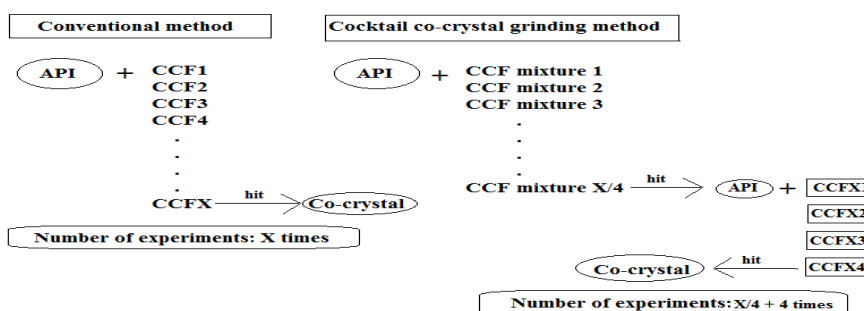 Conventional method
API + CCF1
CCF2
CCF3
CCF4
CCFX hit Co-crystal
Number of experiments: X times
Cocktail co-crystal grinding method
API + CCF mixture 1
CCF mixture 2
CCF mixture 3
CCF mixture X/4 hit API + CCFX1
CCFX2
CCFX3
CCFX4
hit
Co-crystal
Number of experiments: X/4 + 4 times